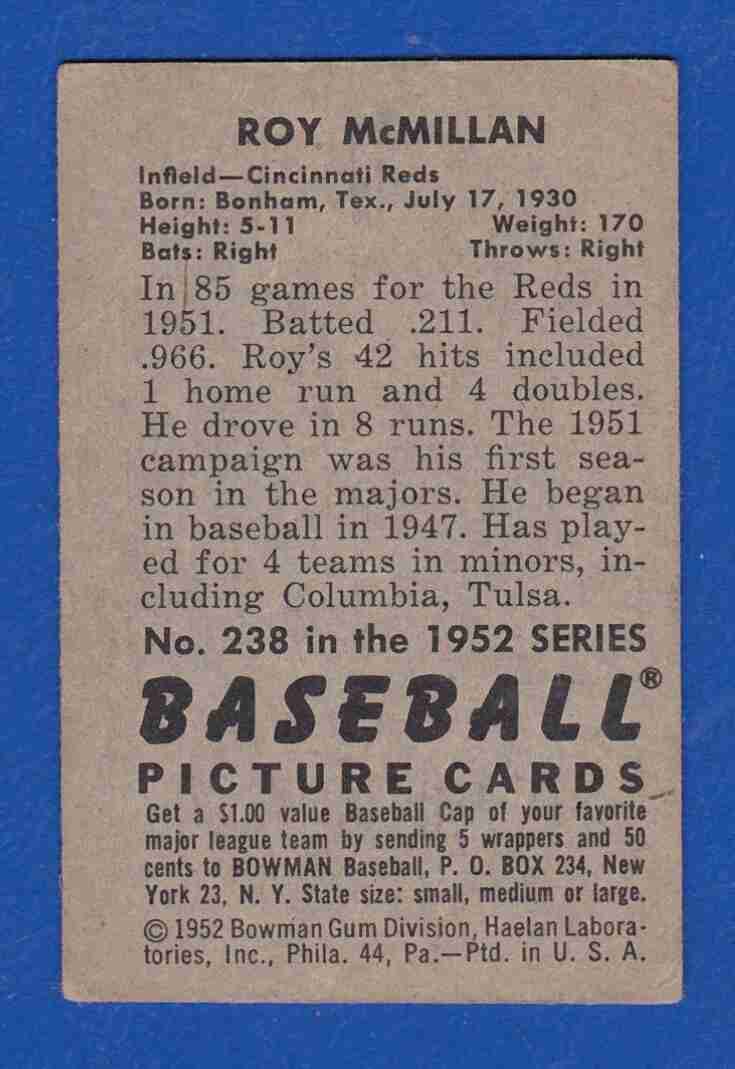 ROY McMILLAN
Infield—Cincinnati Reds
Born: Bonham, Tex., July 17, 1930
Height: 5-11 Weight: 170
Bats: Right Throws: Right
In 85 games for the Reds in
1951. Batted .211. Fielded
.966. Roy's 42 hits included
1 home run and 4 doubles.
He drove in 8 runs. The 1951
campaign was his first sea-
son in the majors. He began
in baseball in 1947. Has play-
ed for 4 teams in minors, in-
cluding Columbia, Tulsa.
No. 238 in the 1952 SERIES
BASEBALL®
PICTURE CARDS
Get a $1.00 value Baseball Cap of your favorite
major league team by sending 5 wrappers and 50
cents to BOWMAN Baseball, P. O. BOX 234, New
York 23, N. Y. State size: small, medium or large.
© 1952 Bowman Gum Division, Haelan Labora-
tories, Inc., Phila. 44, Pa.—Ptd. in U. S. A.